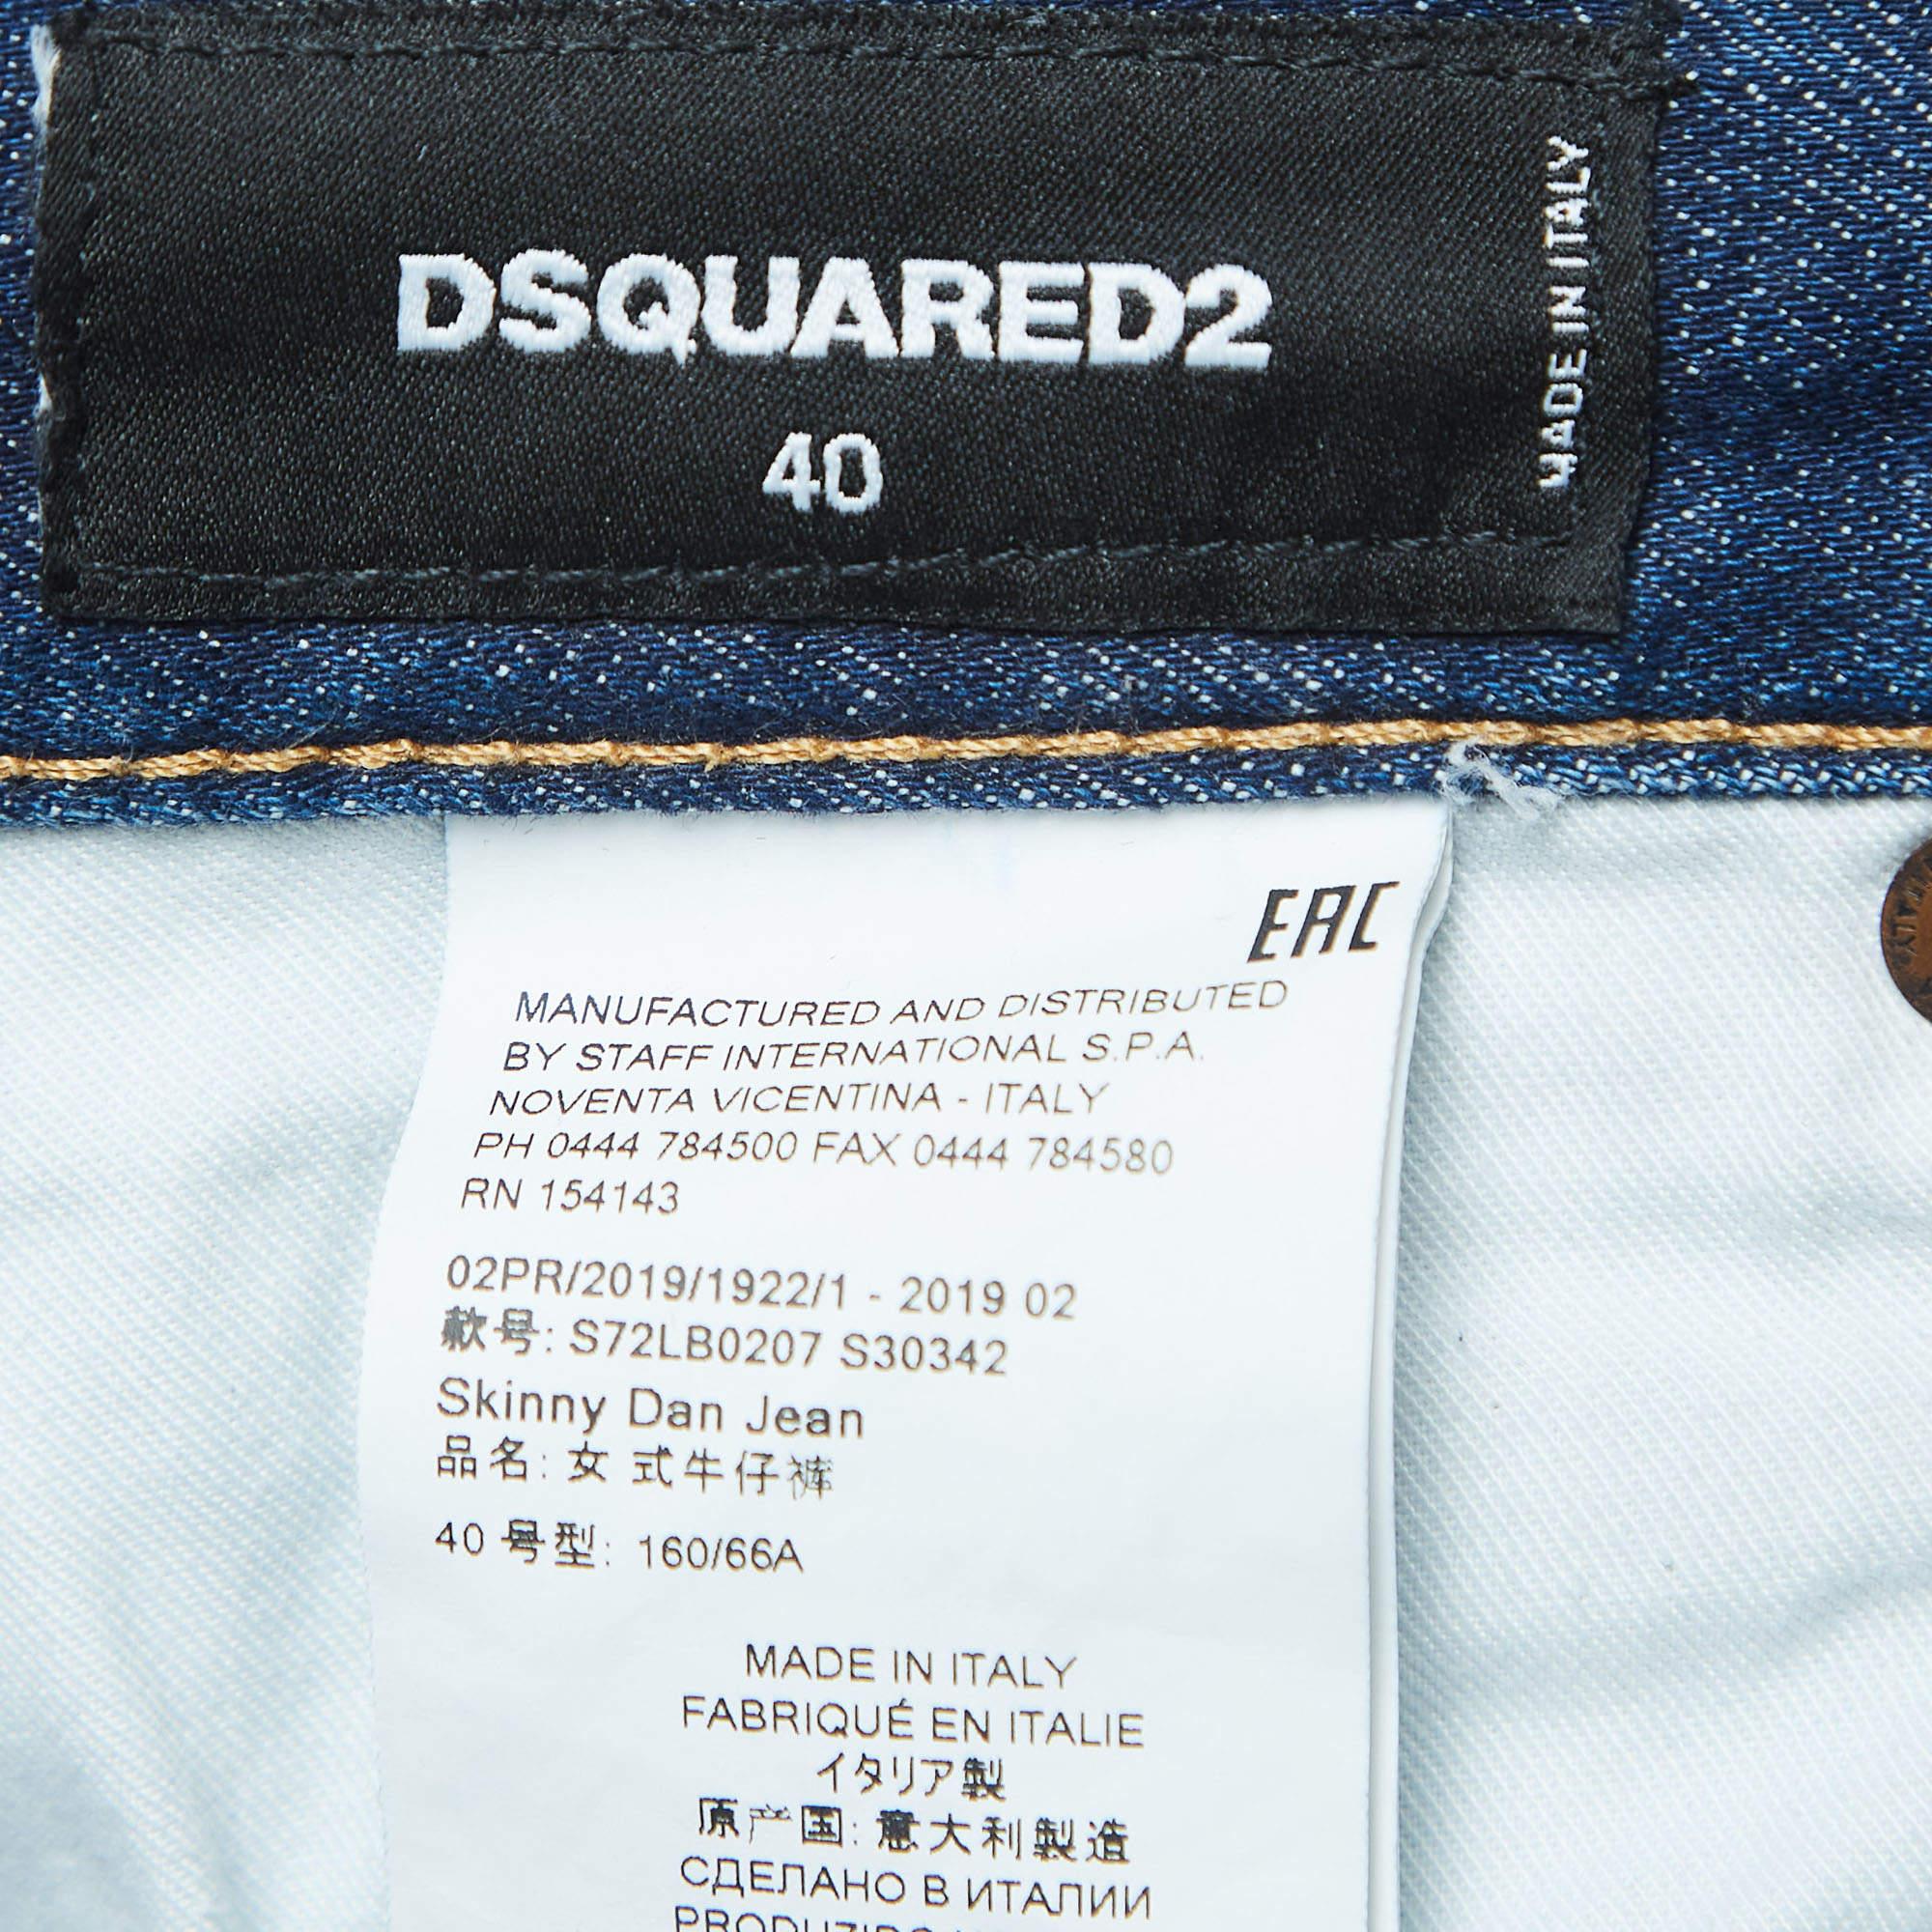 DSQUARED2
40
MADE IN ITALY
EAC
MANUFACTURED AND DISTRIBUTED
BY STAFF INTERNATIONAL S.P.A.
NOVENTA VICENTINA - ITALY
PH 0444 784500 FAX 0444 784580
RN 154143
02PR/2019/1922/1 - 2019 02
款号: S72LB0207 S30342
Skinny Dan Jean
品名: 女 式牛仔裤
40 号型: 160/66A
MADE IN ITALY
FABRIQUÉ EN ITALIE
イタリア製
原产国: 意大利製造
СДЕЛАНО В ИТАЛИИ